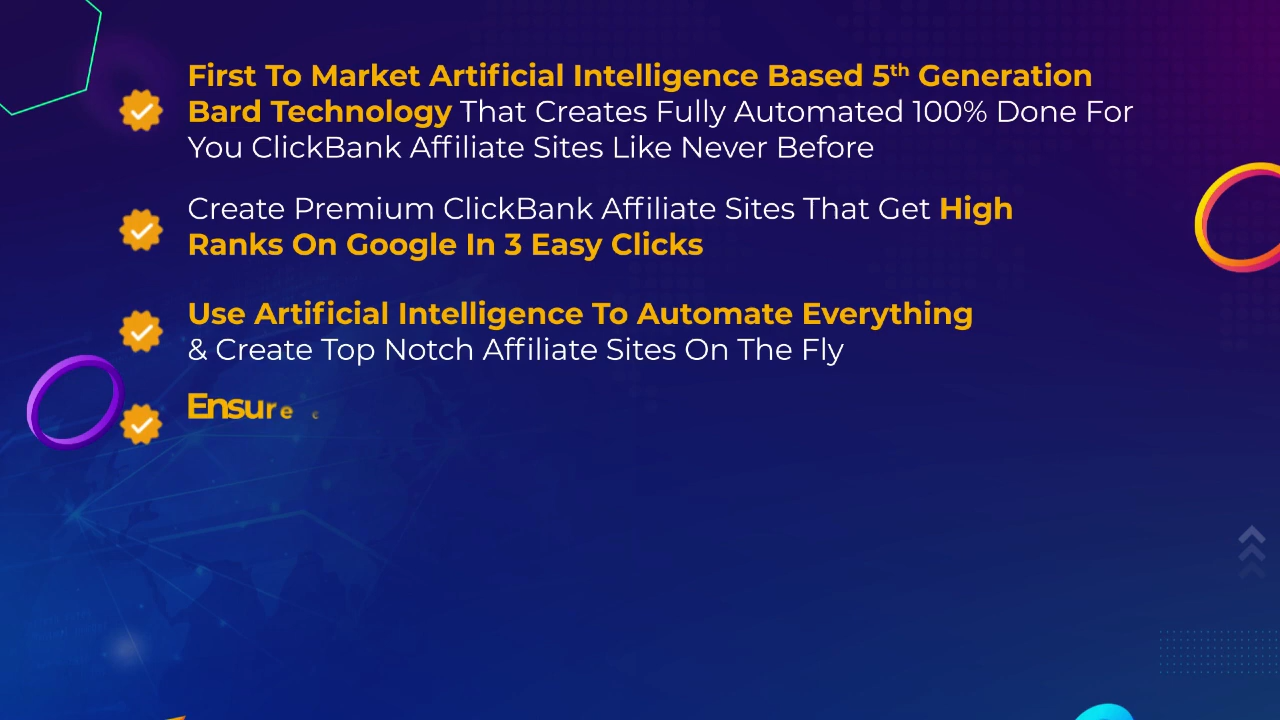 First To Market Artificial Intelligence Based 5th Generation
Bard Technology That Creates Fully Automated 100% Done For
You ClickBank Affiliate Sites Like Never Before
Create Premium ClickBank Affiliate Sites That Get High
Ranks On Google In 3 Easy Clicks
Use Artificial Intelligence To Automate Everything
& Create Top Notch Affiliate Sites On The Fly
Ensure c